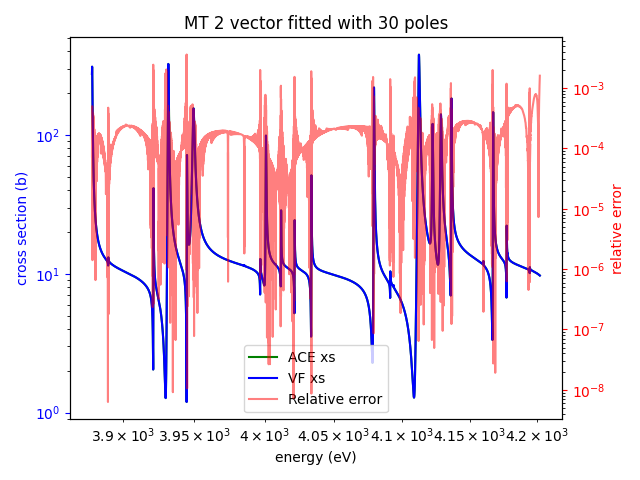 MT 2 vector fitted with 30 poles
cross section (b)
10²
10¹
10⁰
10⁻³
10⁻⁴
10⁻⁵
10⁻⁶
10⁻⁷
10⁻⁸
relative error
ACE xs
VF xs
Relative error
3.9 × 10³ 3.95 × 10³ 4 × 10³ 4.05 × 10³ 4.1 × 10³ 4.15 × 10³ 4.2 × 10³
energy (eV)